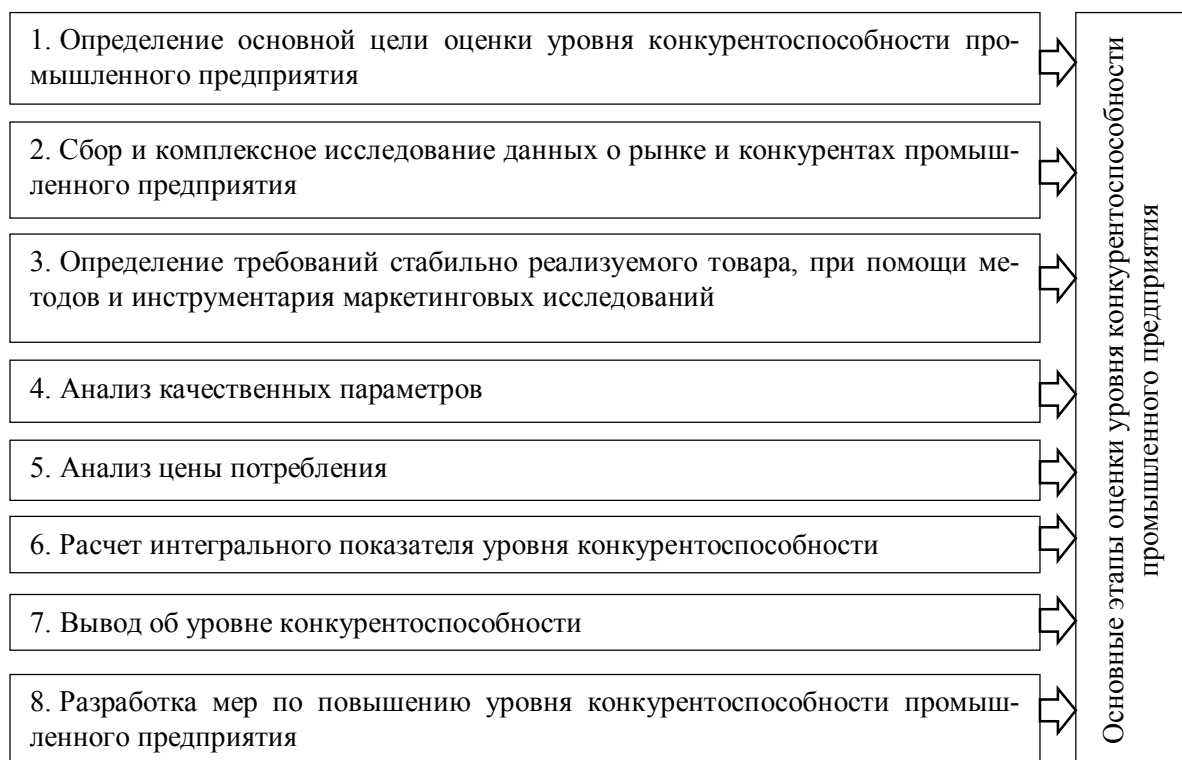 1. Определение основной цели оценки уровня конкурентоспособности про-
мышленного предприятия
2. Сбор и комплексное исследование данных о рынке и конкурентах промыш-
ленного предприятия
3. Определение требований стабильно реализуемого товара, при помощи ме-
тодов и инструментария маркетинговых исследований
4. Анализ качественных параметров
5. Анализ цены потребления
6. Расчет интегрального показателя уровня конкурентоспособности
7. Вывод об уровне конкурентоспособности
8. Разработка мер по повышению уровня конкурентоспособности промыш-
ленного предприятия
Основные этапы оценки уровня конкурентоспособности
промышленного предприятия